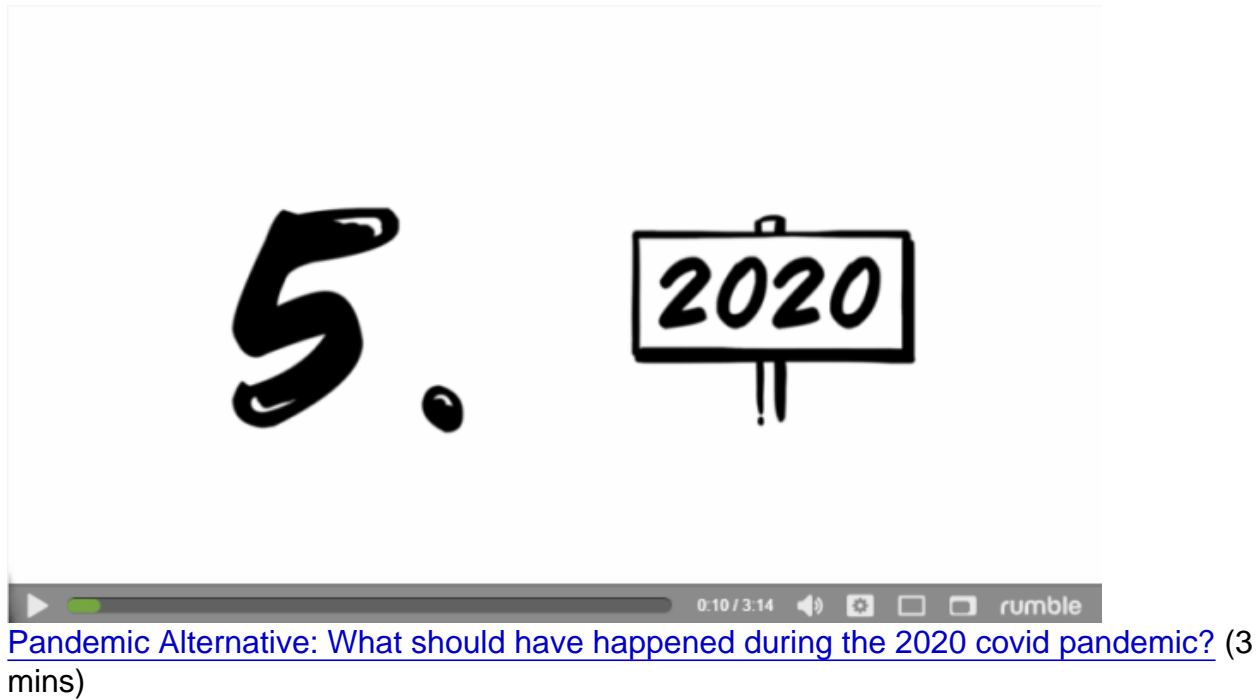 5. 2020
0:10 / 3:14 rumble
Pandemic Alternative: What should have happened during the 2020 covid pandemic? (3
mins)